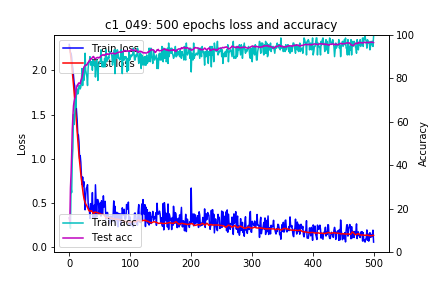 c1_049: 500 epochs loss and accuracy
Train loss
Test loss
Train acc
Test acc
Loss
Accuracy
2.0
1.5
1.0
0.5
0.0
100
80
60
40
20
0
0 100 200 300 400 500